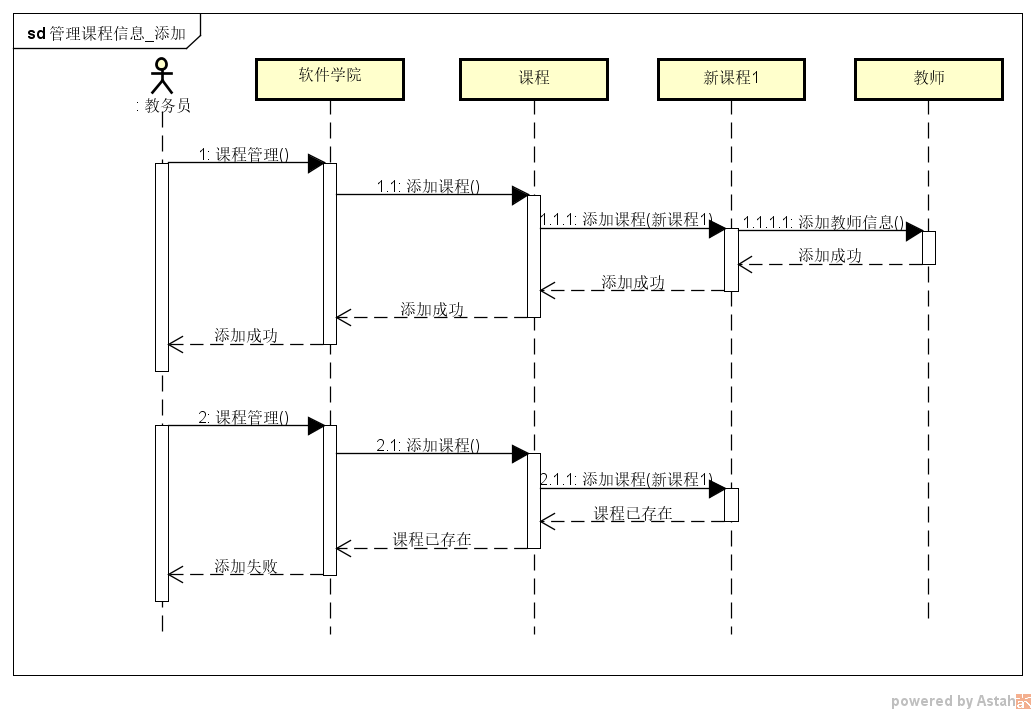 sd 管理课程信息_添加
: 教务员
软件学院
课程
新课程1
教师
1: 课程管理()
1.1: 添加课程()
1.1.1: 添加课程(新课程1)
1.1.1.1: 添加教师信息()
添加成功
添加成功
添加成功
添加成功
2: 课程管理()
2.1: 添加课程()
2.1.1: 添加课程(新课程1)
课程已存在
课程已存在
添加失败
powered by Astah